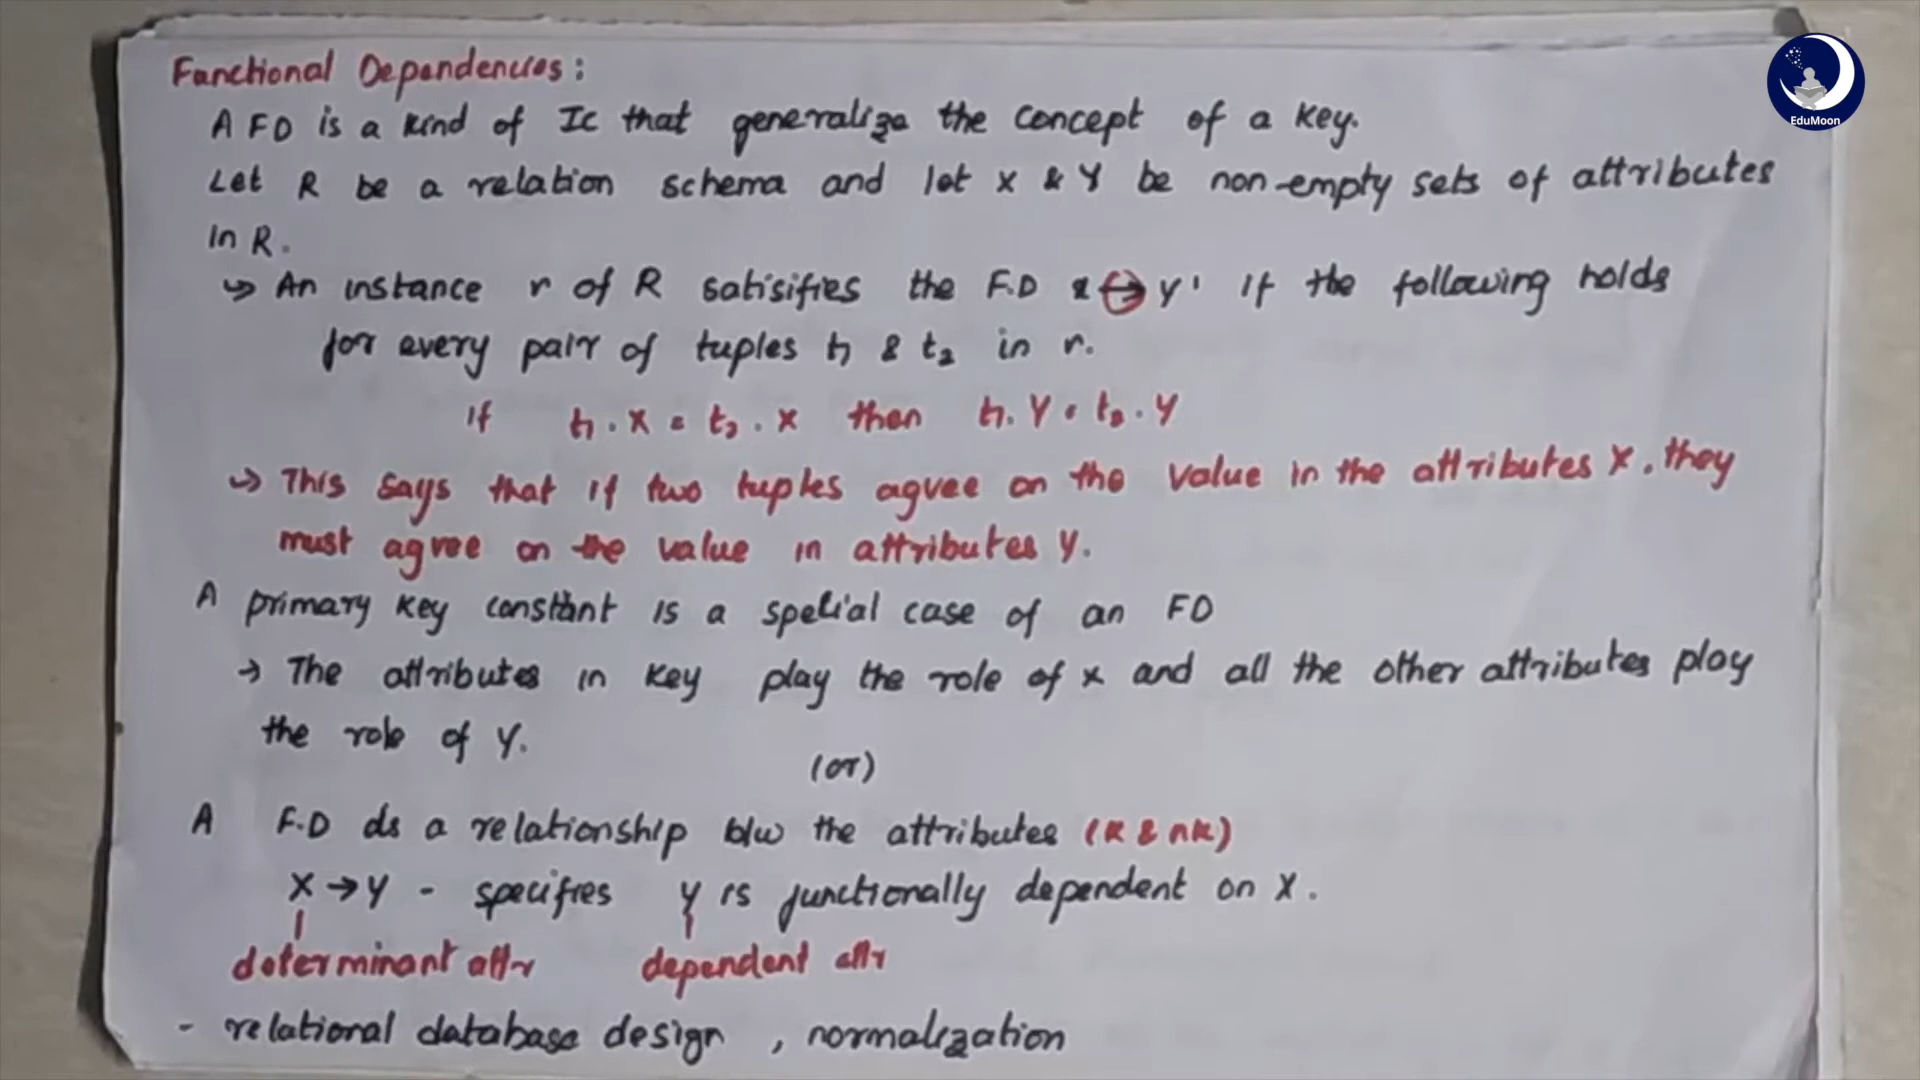 Functional Dependencies:
A FD is a kind of Ic that generalize the concept of a key.
Let R be a relation schema and let x & y be non-empty sets of attributes
in R.
↪ An instance r of R satisifies the F.D x → y' if the following holds
for every pair of tuples t1 & t2 in r.
if t1.X = t2.X then t1.Y = t2.Y
↪ This says that if two tuples agree on the value in the attributes X, they
must agree on the value in attributes y.
A primary key constant is a spelial case of an FD
→ The attributes in key play the role of x and all the other attributes play
the role of y.
(or)
A F.D ds a relationship b/w the attributes (k & nk)
X → y - specifies y is functionally dependent on X.
determinant attr dependent attr
- relational database design, normalization
EduMoon